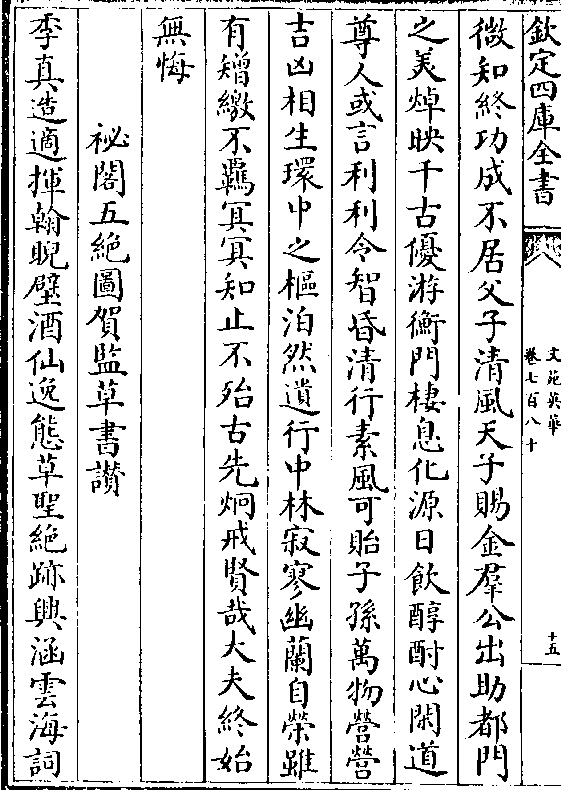 欽定四庫全書
文苑英華
卷七百八十
十五
微知終功成不居父子清風天子賜金羣公出助都門
之美焯映千古優游衡門棲息化源日飲醇酎心閑道
尊人或言利利令智昏清行素風可貽子孫萬物營營
吉凶相生環中之樞泊然遺行中林寂寥幽蘭自榮雖
有矰繳不羈冥冥知止不殆古先炯戒賢哉大夫終始
無悔
祕閣五絶圖賀監草書讃
季真造適揮翰睨壁酒仙逸態草聖絶跡興涵雲海詞